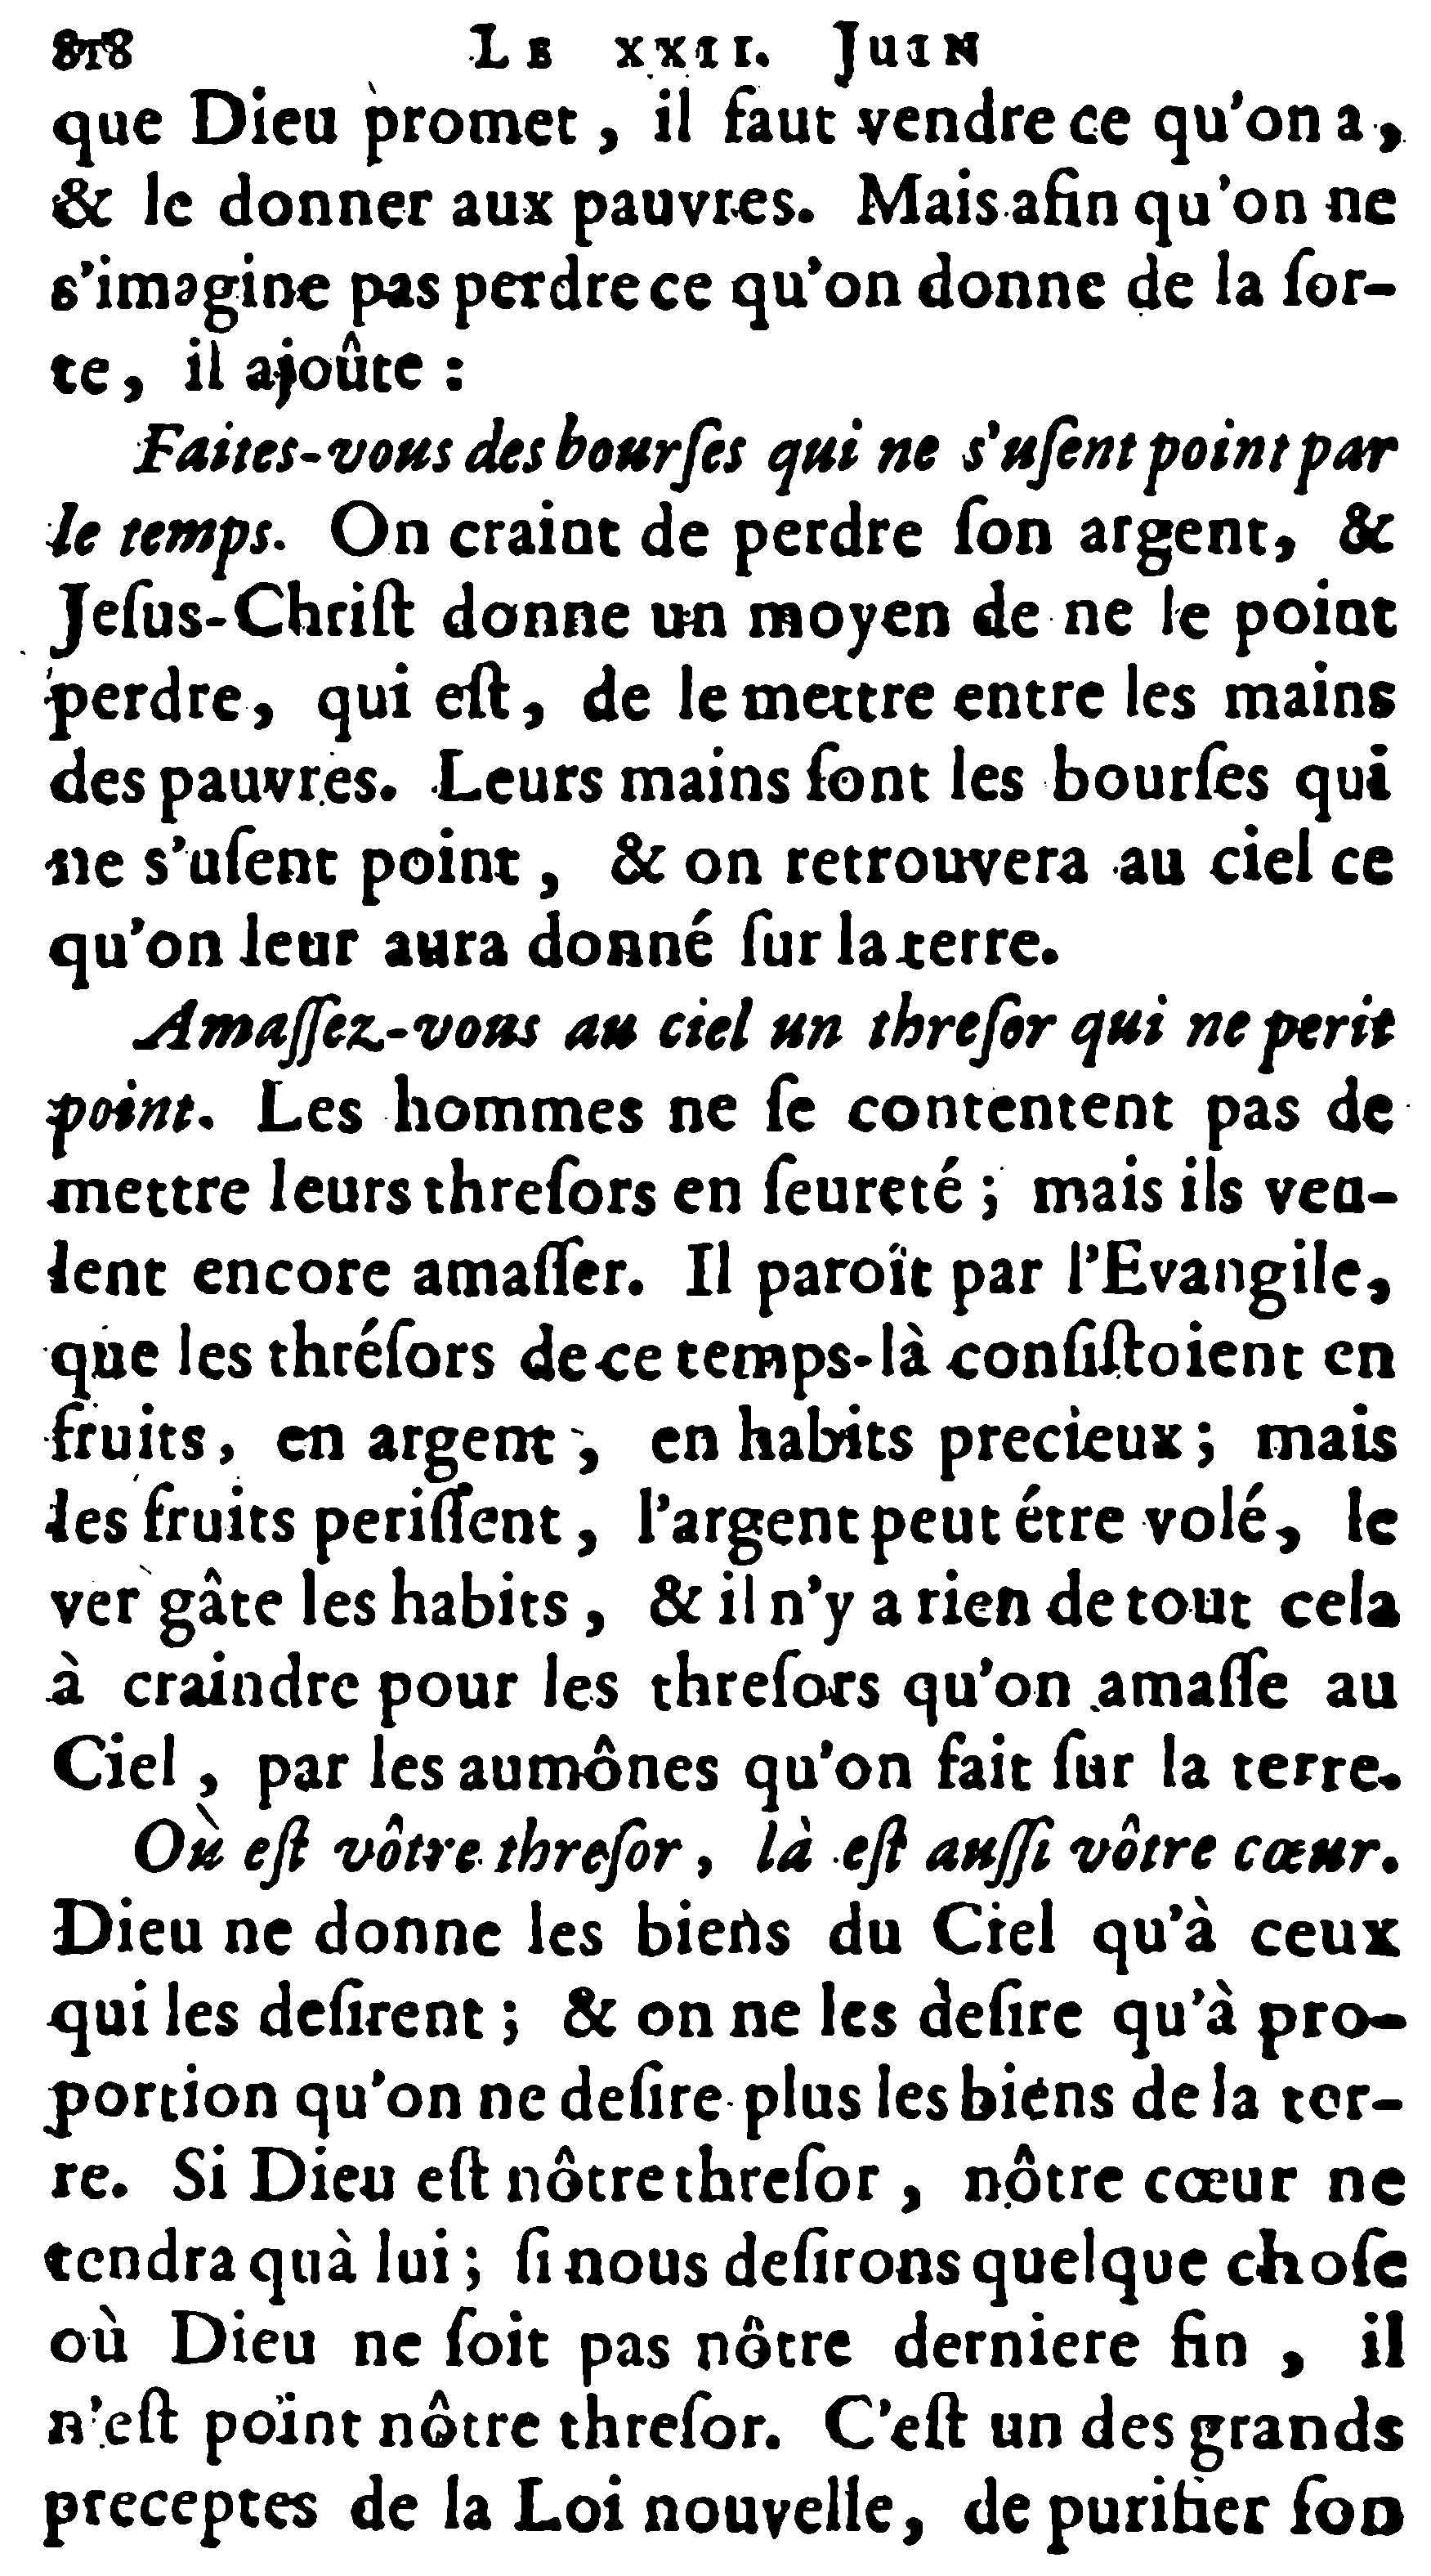 818 LE XXII. JUIN
que Dieu promet, il faut vendre ce qu'on a,
& le donner aux pauvres. Mais afin qu'on ne
s'imagine pas perdre ce qu'on donne de la ſor-
te, il ajoûte :
Faites-vous des bourſes qui ne s'uſent point par
le temps. On craint de perdre ſon argent, &
Jeſus-Chriſt donne un moyen de ne le point
perdre, qui eſt, de le mettre entre les mains
des pauvres. Leurs mains ſont les bourſes qui
ne s'uſent point, & on retrouvera au ciel ce
qu'on leur aura donné ſur la terre.
Amaſſez-vous au ciel un threſor qui ne perit
point. Les hommes ne ſe contentent pas de
mettre leurs threſors en ſeureté ; mais ils veu-
lent encore amaſſer. Il paroît par l'Evangile,
que les thréſors de ce temps-là conſiſtoient en
fruits, en argent, en habits precieux ; mais
les fruits periſſent, l'argent peut étre volé, le
ver gâte les habits, & il n'y a rien de tout cela
à craindre pour les threſors qu'on amaſſe au
Ciel, par les aumônes qu'on fait ſur la terre.
Où eſt vôtre threſor, là eſt auſſi vôtre cœur.
Dieu ne donne les biens du Ciel qu'à ceux
qui les deſirent ; & on ne les deſire qu'à pro-
portion qu'on ne deſire plus les biens de la ter-
re. Si Dieu eſt nôtre threſor, nôtre cœur ne
tendra quà lui ; ſi nous deſirons quelque choſe
où Dieu ne ſoit pas nôtre derniere fin, il
n'eſt point nôtre threſor. C'eſt un des grands
preceptes de la Loi nouvelle, de purifier ſon